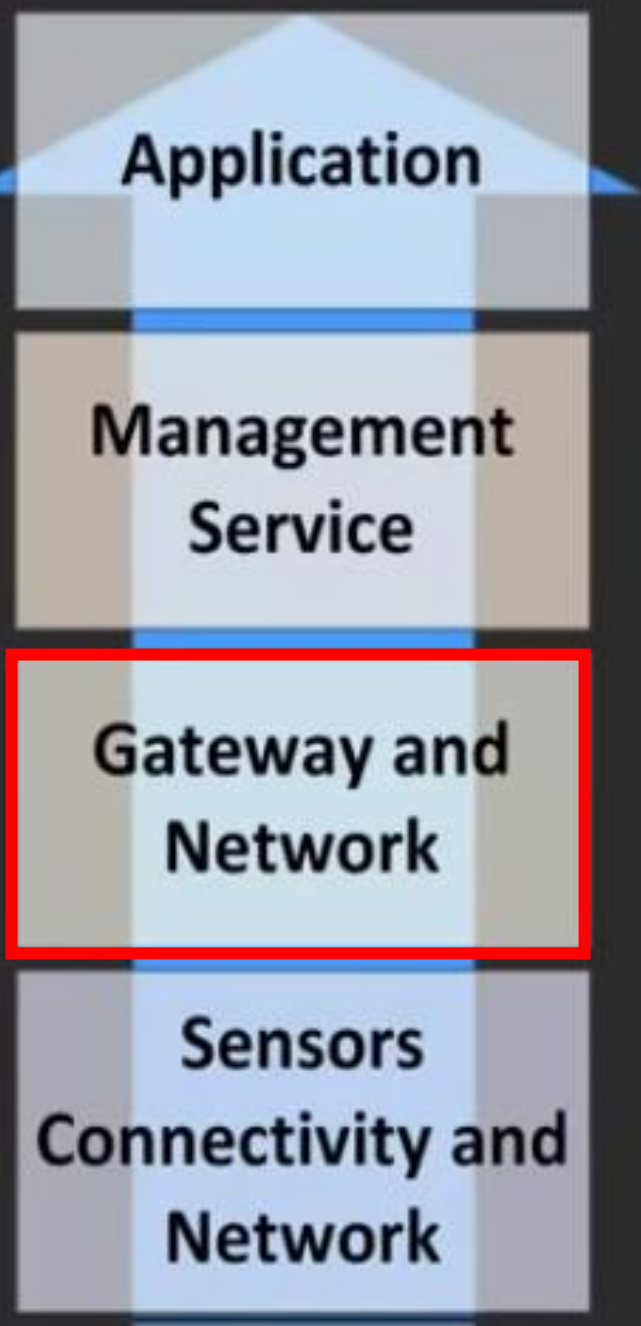 Application
Management
Service
Gateway and
Network
Sensors
Connectivity and
Network